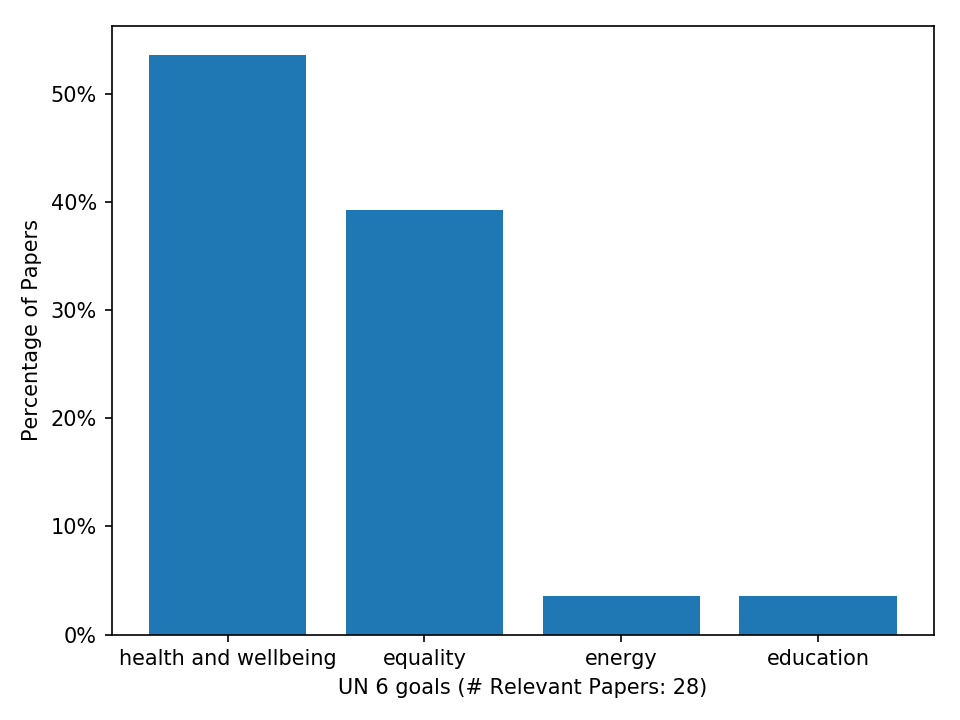 50%
40%
30%
20%
10%
0%
Percentage of Papers
health and wellbeing equality energy education
UN 6 goals (# Relevant Papers: 28)